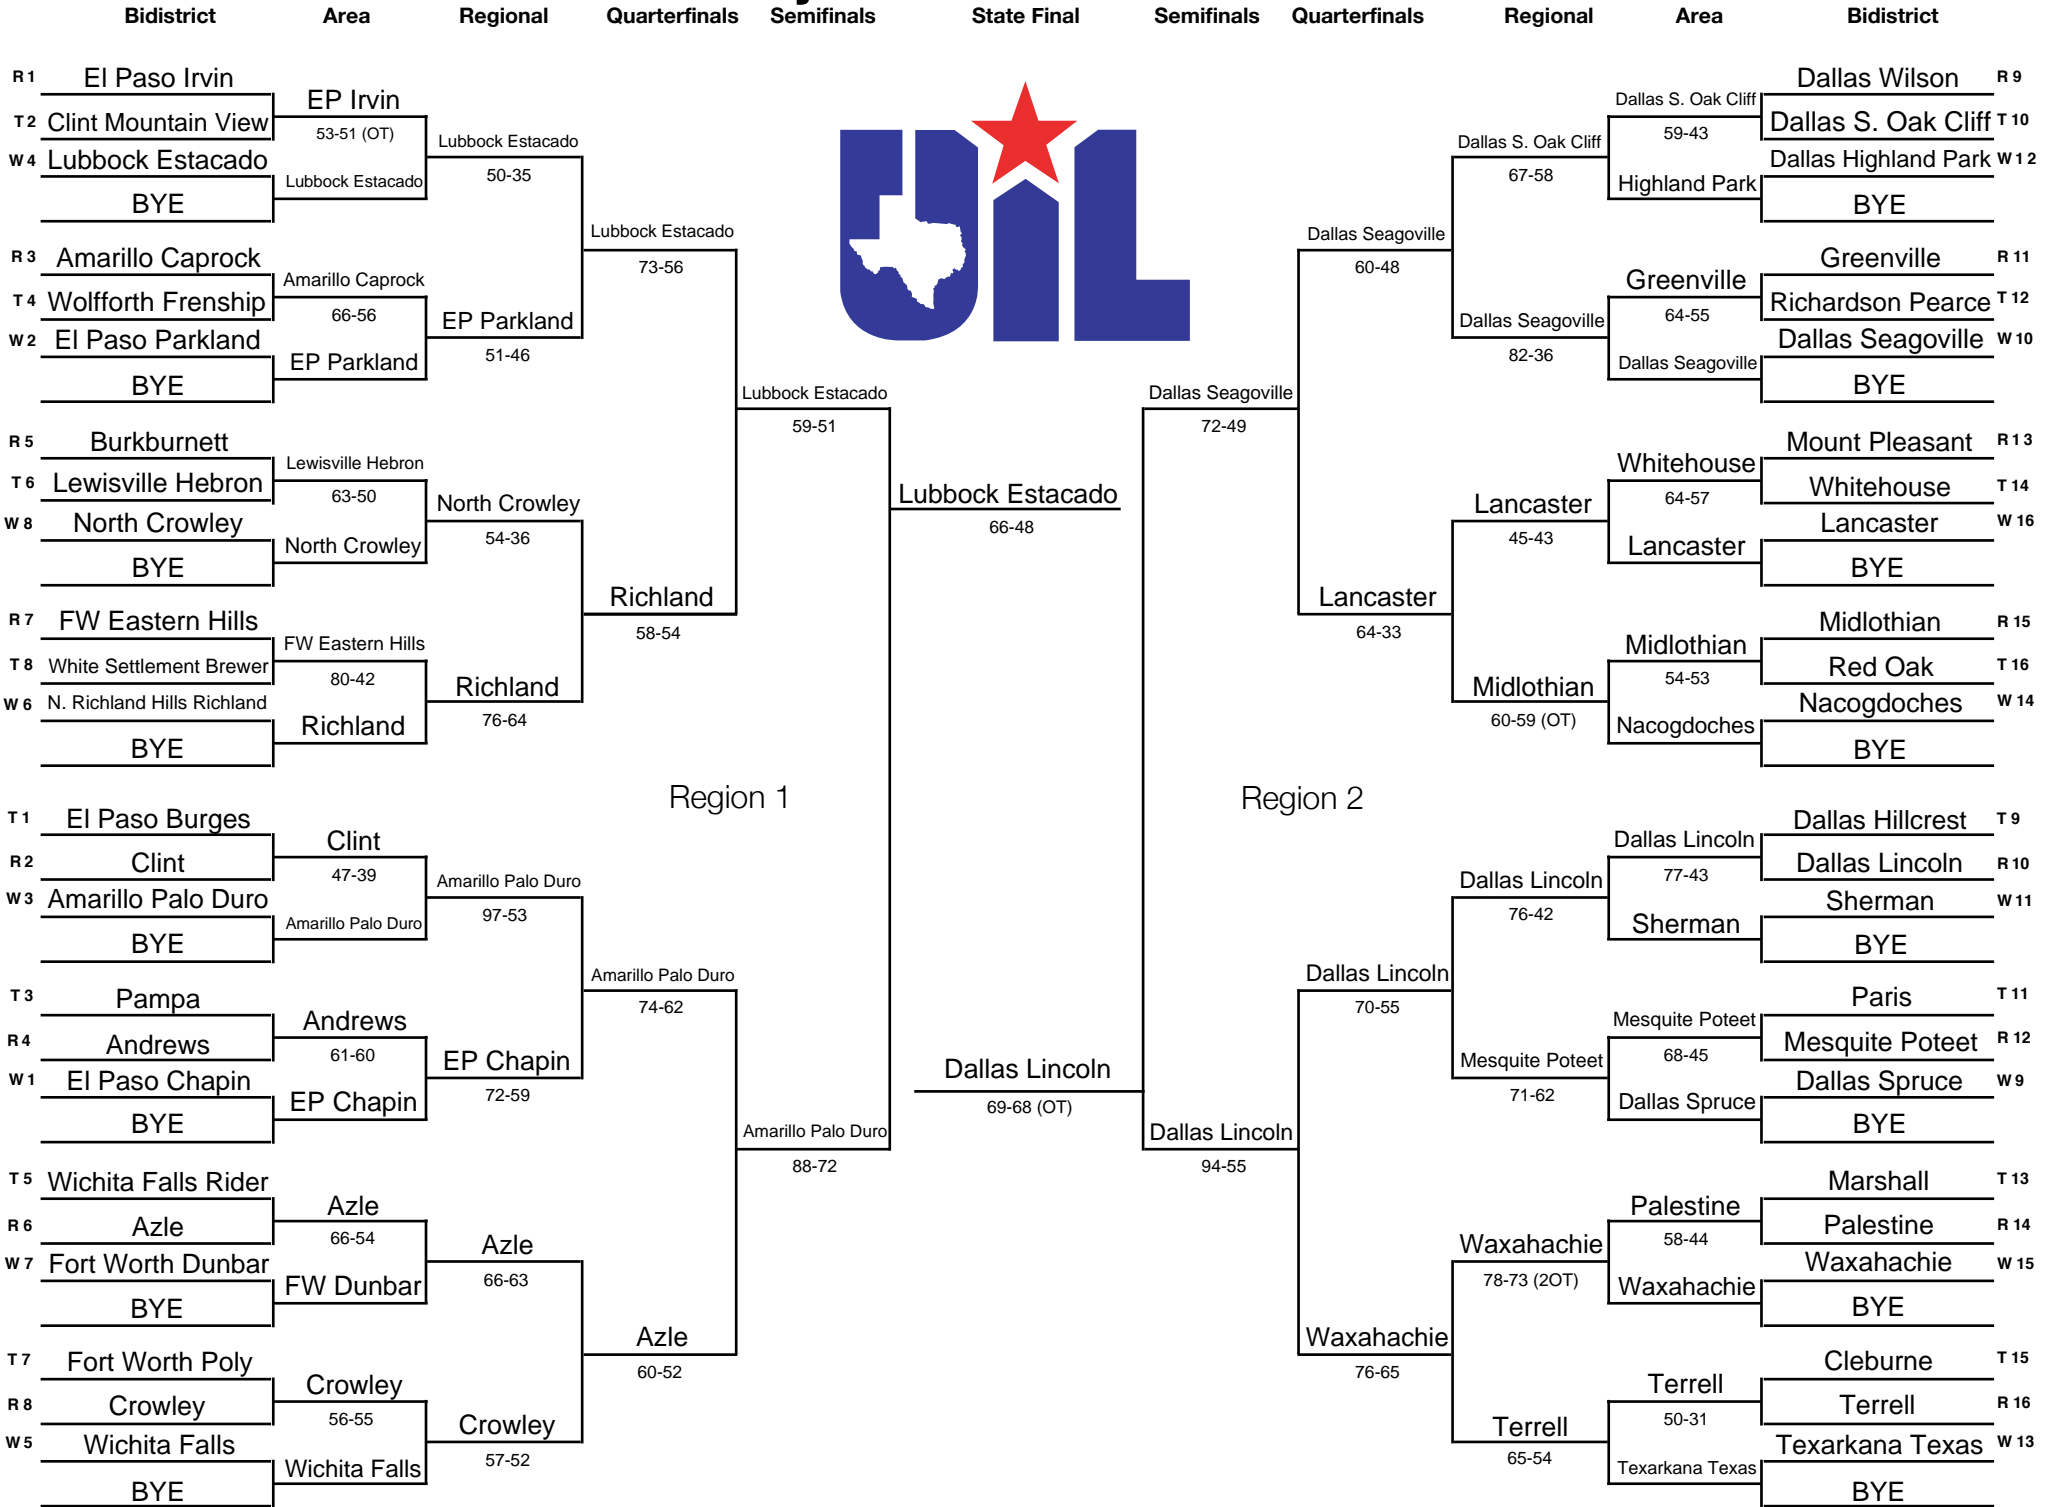 Bidistrict Area Regional Quarterfinals Semifinals State Final Semifinals Quarterfinals Regional Area Bidistrict
R 1 El Paso Irvin
T 2 Clint Mountain View
W 4 Lubbock Estacado
BYE
R 3 Amarillo Caprock
T 4 Wolfforth Frenship
W 2 El Paso Parkland
BYE
R 5 Burkburnett
T 6 Lewisville Hebron
W 8 North Crowley
BYE
R 7 FW Eastern Hills
T 8 White Settlement Brewer
W 6 N. Richland Hills Richland
BYE
T 1 El Paso Burges
R 2 Clint
W 3 Amarillo Palo Duro
BYE
T 3 Pampa
R 4 Andrews
W 1 El Paso Chapin
BYE
T 5 Wichita Falls Rider
R 6 Azle
W 7 Fort Worth Dunbar
BYE
T 7 Fort Worth Poly
R 8 Crowley
W 5 Wichita Falls
BYE
EP Irvin
53-51 (OT)
Lubbock Estacado
Amarillo Caprock
66-56
EP Parkland
Lewisville Hebron
63-50
North Crowley
FW Eastern Hills
80-42
Richland
Clint
47-39
Amarillo Palo Duro
Andrews
61-60
EP Chapin
Azle
66-54
FW Dunbar
Crowley
56-55
Wichita Falls
Lubbock Estacado
50-35
EP Parkland
51-46
North Crowley
54-36
Richland
76-64
Amarillo Palo Duro
97-53
EP Chapin
72-59
Azle
66-63
Crowley
57-52
Lubbock Estacado
73-56
Richland
58-54
Amarillo Palo Duro
74-62
Azle
60-52
Lubbock Estacado
59-51
Amarillo Palo Duro
88-72
Region 1
UiL
Lubbock Estacado
66-48
Dallas Lincoln
69-68 (OT)
Region 2
Dallas Seagoville
72-49
Dallas Lincoln
94-55
Dallas Seagoville
60-48
Lancaster
64-33
Dallas Lincoln
70-55
Waxahachie
76-65
Dallas S. Oak Cliff
67-58
Dallas Seagoville
82-36
Lancaster
45-43
Midlothian
60-59 (OT)
Dallas Lincoln
76-42
Mesquite Poteet
71-62
Waxahachie
78-73 (2OT)
Terrell
65-54
Dallas S. Oak Cliff
59-43
Highland Park
Greenville
64-55
Dallas Seagoville
Whitehouse
64-57
Lancaster
Midlothian
54-53
Nacogdoches
Dallas Lincoln
77-43
Sherman
Mesquite Poteet
68-45
Dallas Spruce
Palestine
58-44
Waxahachie
Terrell
50-31
Texarkana Texas
Dallas Wilson R 9
Dallas S. Oak Cliff T 10
Dallas Highland Park W 1 2
BYE
Greenville R 11
Richardson Pearce T 12
Dallas Seagoville W 10
BYE
Mount Pleasant R 1 3
Whitehouse T 14
Lancaster W 16
BYE
Midlothian R 15
Red Oak T 16
Nacogdoches W 14
BYE
Dallas Hillcrest T 9
Dallas Lincoln R 10
Sherman W 11
BYE
Paris T 11
Mesquite Poteet R 12
Dallas Spruce W 9
BYE
Marshall T 13
Palestine R 14
Waxahachie W 15
BYE
Cleburne T 15
Terrell R 16
Texarkana Texas W 13
BYE